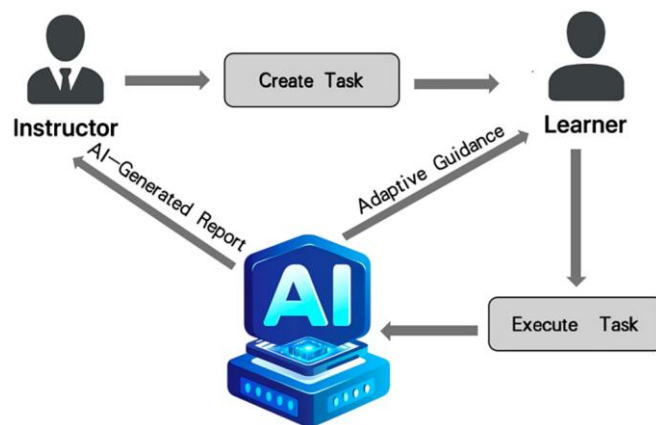 Create Task
Instructor
Learner
AI-Generated Report
Adaptive Guidance
AI
Execute Task